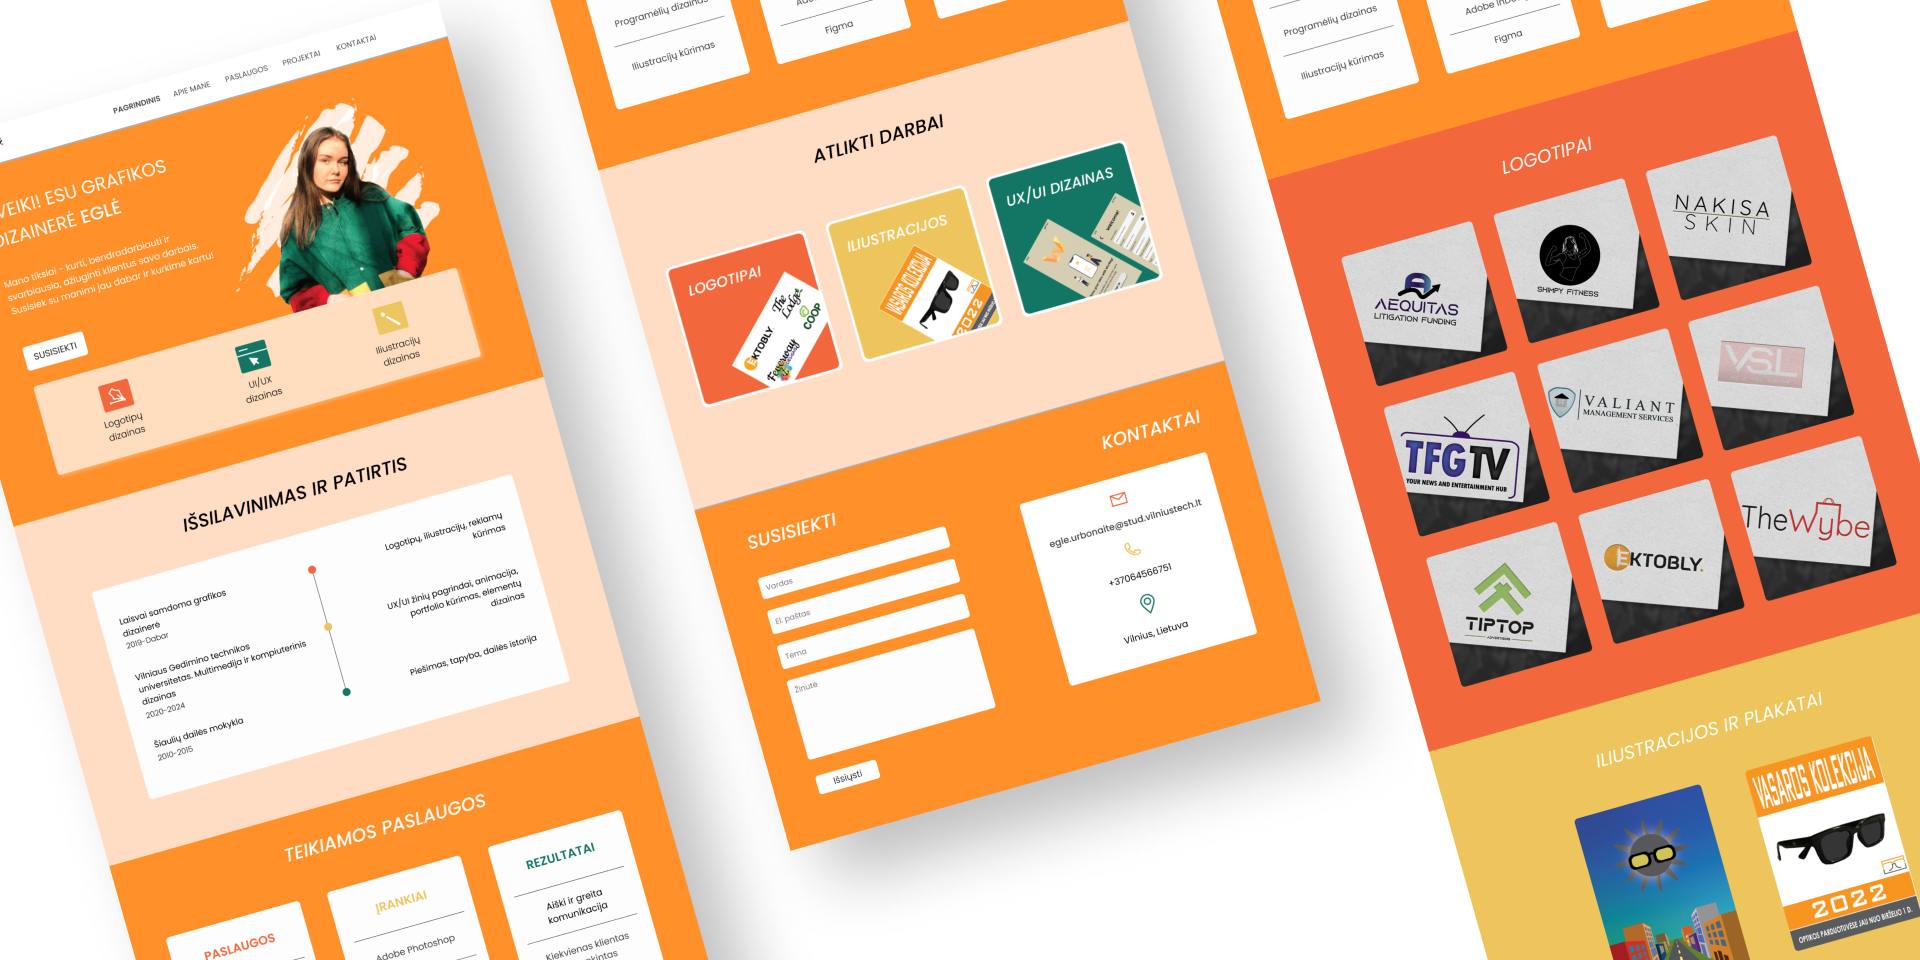 PAGRINDINIS
APIE MANE
PASLAUGOS
PROJEKTAI
KONTAKTAI
VEIKI! ESU GRAFIKOS
DIZAINERĖ EGLĖ
Mano tikslai - kurti, bendradarbiauti ir
svarbiausia, džiuginti klientus savo darbais.
Susisiek su manimi jau dabar ir kurkime kartu!
SUSISIEKTI
Logotipų
dizainas
UI/UX
dizainas
Iliustracijų
dizainas
IŠSILAVINIMAS IR PATIRTIS
Laisvai samdoma grafikos
dizainerė
2019-Dabar
Logotipų, iliustracijų, reklamų
kūrimas
Vilniaus Gedimino technikos
universitetas. Multimedija ir kompiuterinis
dizainas
2020-2024
UX/UI žinių pagrindai, animacija,
portfolio kūrimas, elementų
dizainas
Šiaulių dailės mokykla
2010-2015
Piešimas, tapyba, dailės istorija
TEIKIAMOS PASLAUGOS
PASLAUGOS
ĮRANKIAI
Adobe Photoshop
REZULTATAI
Aiški ir greita
komunikacija
Kiekvienas klientas
Programėlių dizainas
Iliustracijų kūrimas
Figma
ATLIKTI DARBAI
LOGOTIPAI
The Lodge
COOP
EKTOBLY
ILIUSTRACIJOS
VASAROS KOLEKCIJA
2022
UX/UI DIZAINAS
SUSISIEKTI
Vardas
El. paštas
Tema
Žinutė
Išsiųsti
KONTAKTAI
egle.urbonaite@stud.vilniustech.lt
+37064566751
Vilnius, Lietuva
Programėlių dizainas
Iliustracijų kūrimas
Figma
LOGOTIPAI
AEQUITAS
LITIGATION FUNDING
SHIMPY FITNESS
NAKISA
SKIN
TFGTV
YOUR NEWS AND ENTERTAINMENT HUB
VALIANT
MANAGEMENT SERVICES
VSL
TIPTOP
ADVERTISING
EKTOBLY.
TheWybe
ILIUSTRACIJOS IR PLAKATAI
VASAROS KOLEKCIJA
2022
OPTIKOS PARDUOTUVĖSE JAU NUO BIRŽELIO 1 D.